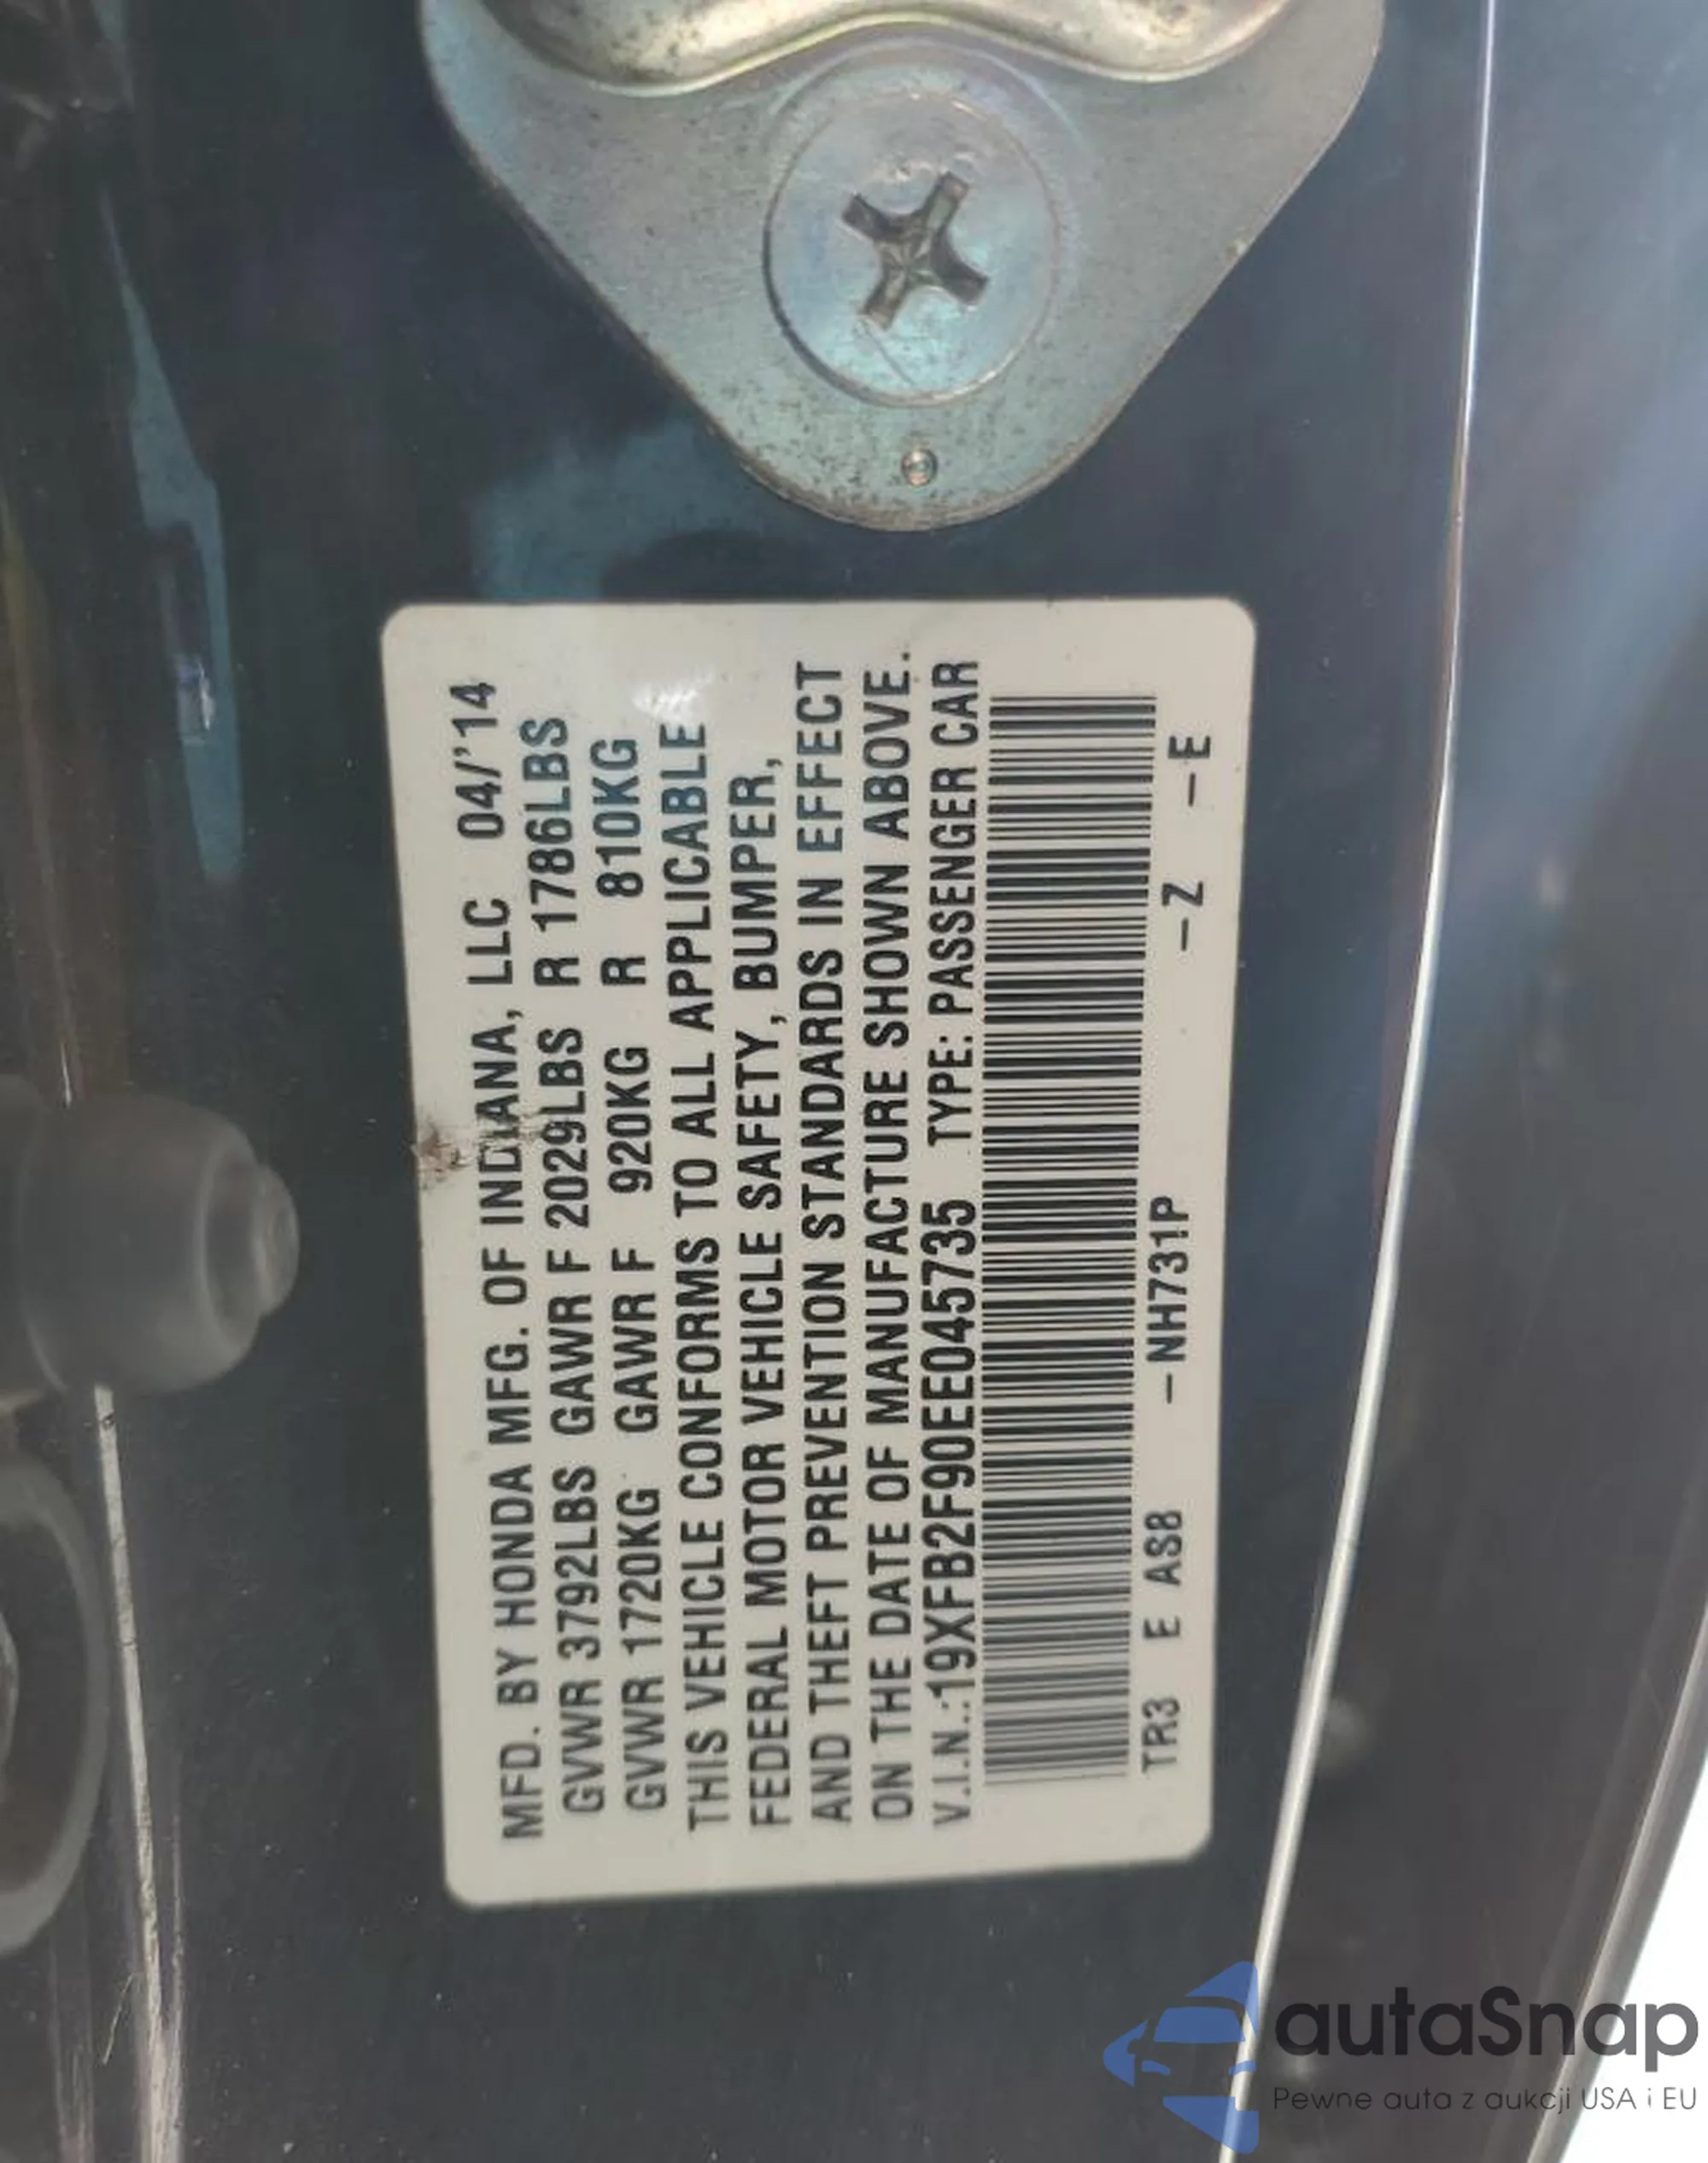 MFD. BY HONDA MFG. OF INDIANA, LLC 04/'14
GVWR 3792LBS GAWR F 2029LBS R 1786LBS
GVWR 1720KG GAWR F 920KG R 810KG
THIS VEHICLE CONFORMS TO ALL APPLICABLE
FEDERAL MOTOR VEHICLE SAFETY, BUMPER,
AND THEFT PREVENTION STANDARDS IN EFFECT
ON THE DATE OF MANUFACTURE SHOWN ABOVE.
V.I.N.:19XFB2F90EE045735 TYPE: PASSENGER CAR
TR3 E AS8 –NH731P –Z –E
autaSnap
Pewne auta z aukcji USA i EU